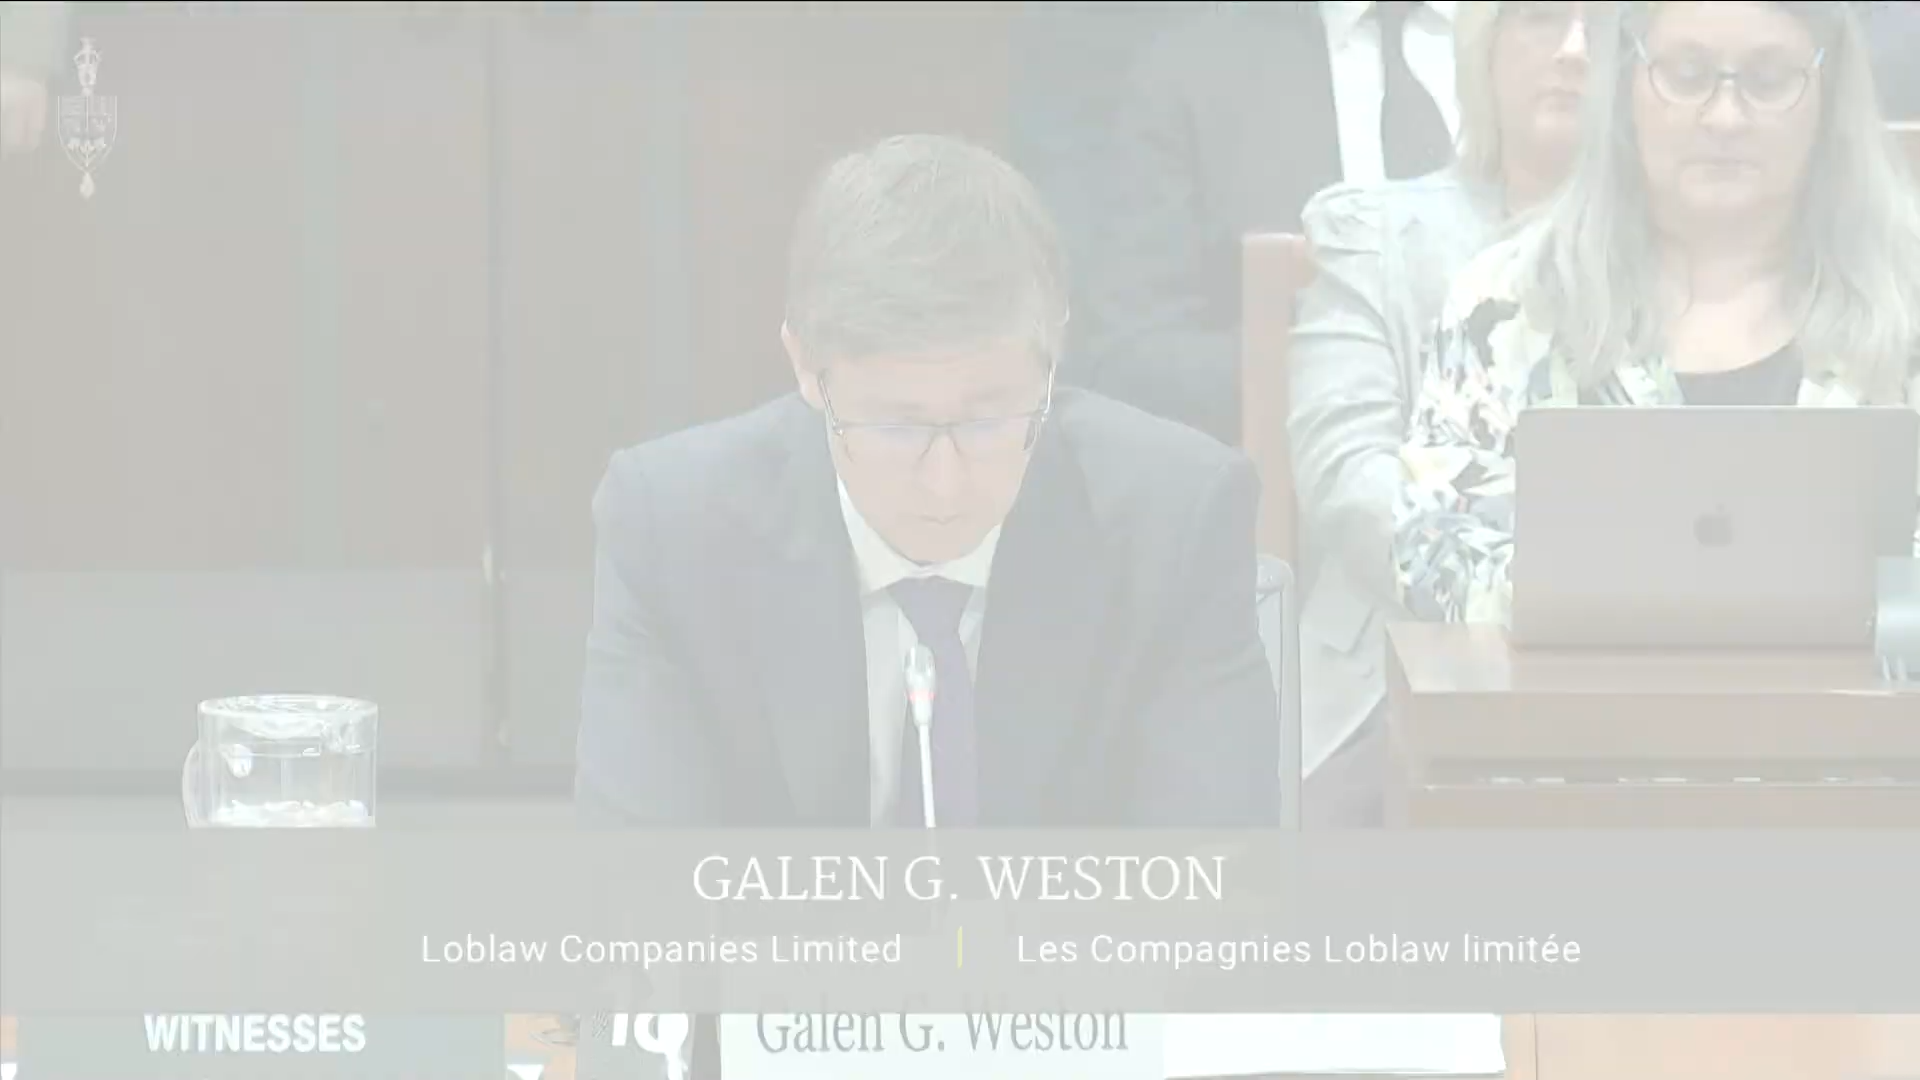 GALEN G. WESTON
Loblaw Companies Limited | Les Compagnies Loblaw limitée
WITNESSES
Galen G. Weston